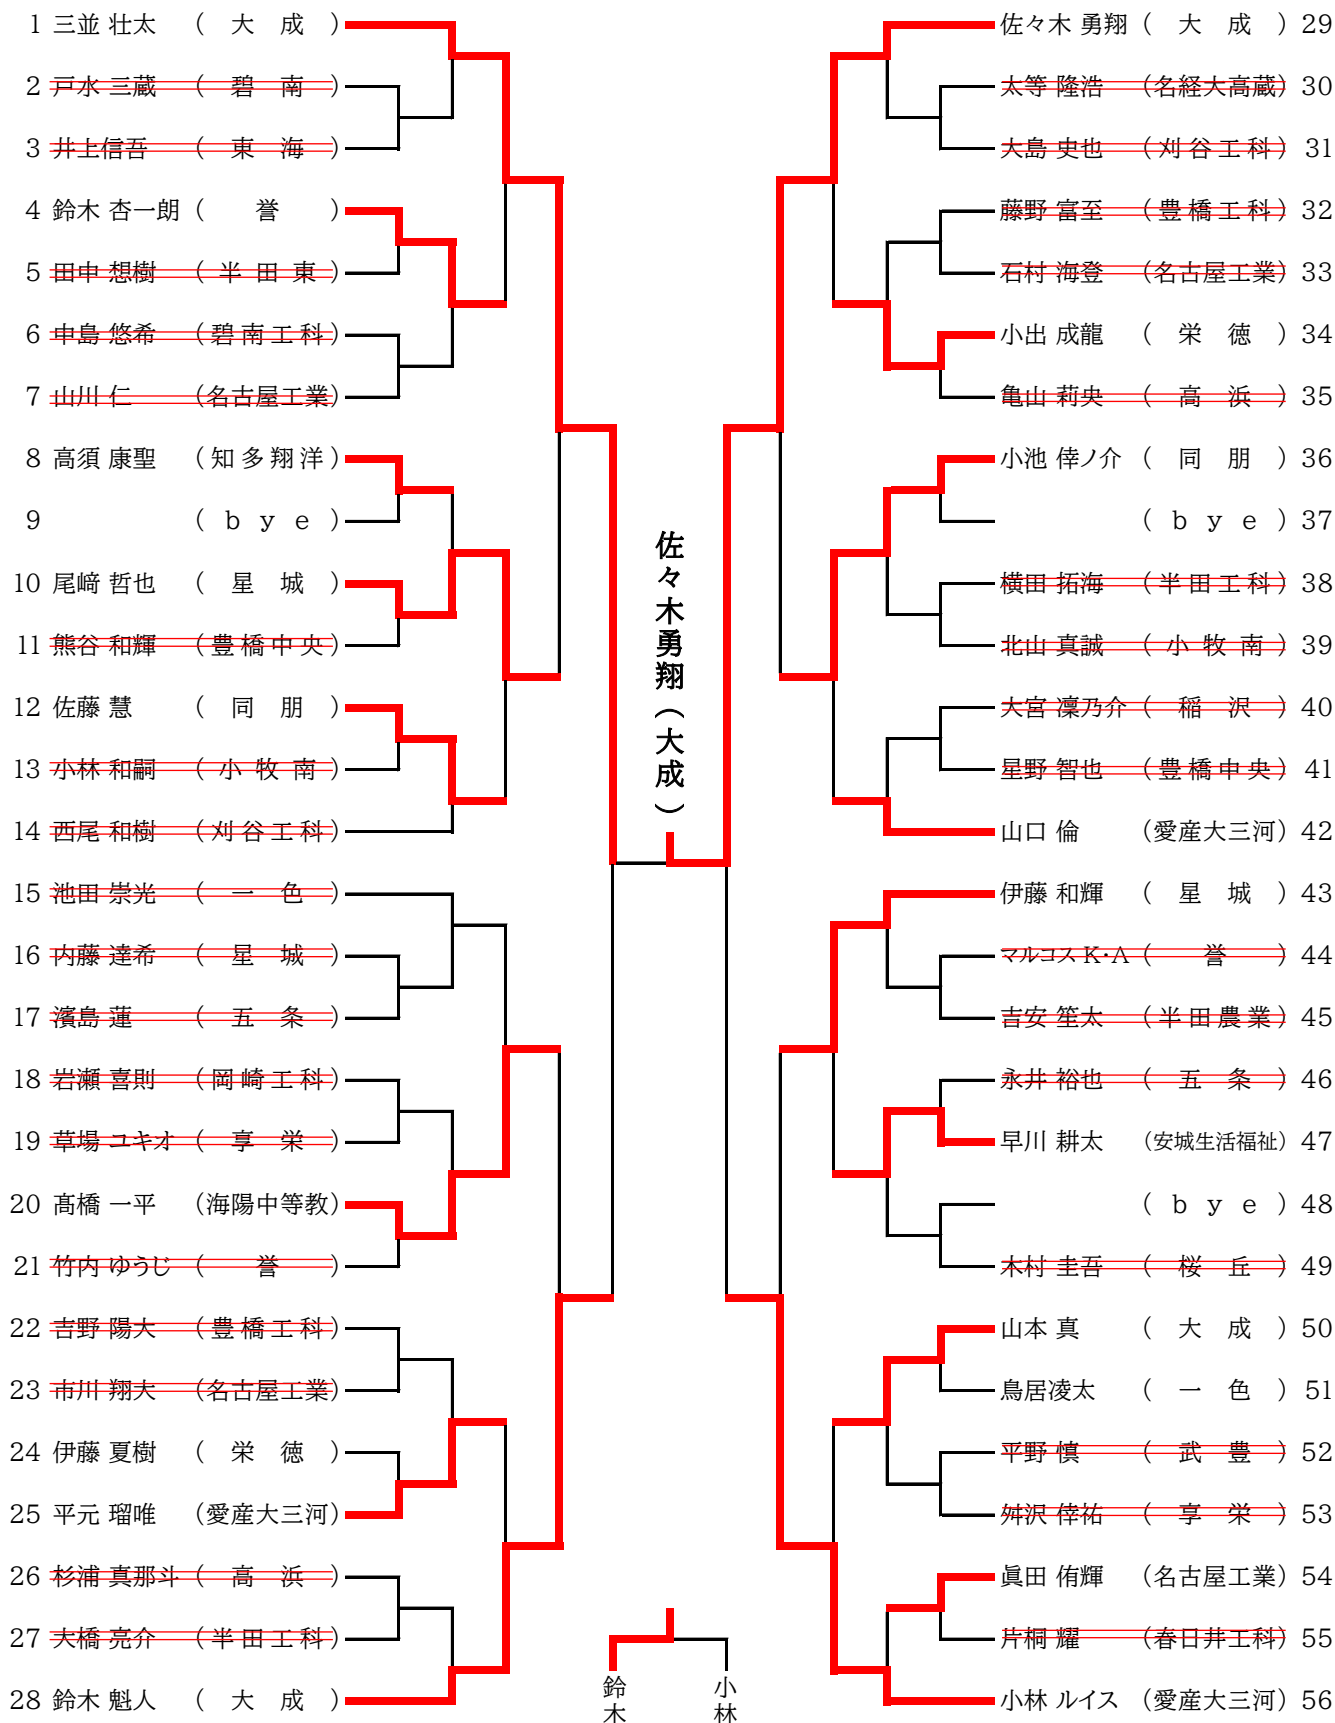 1 三並 壮太 （ 大 成 ）
2 戸水 三蔵 （ 碧 南 ）
3 井上信吾 （ 東 海 ）
4 鈴木 杏一朗 （ 誉 ）
5 田中 想樹 （ 半 田 東 ）
6 中島 悠希 （ 碧 南 工 科 ）
7 山川 仁 （名古屋工業）
8 高須 康聖 （ 知 多 翔 洋 ）
9 （ b y e ）
10 尾﨑 哲也 （ 星 城 ）
11 熊谷 和輝 （ 豊 橋 中 央 ）
12 佐藤 慧 （ 同 朋 ）
13 小林 和嗣 （ 小 牧 南 ）
14 西尾 和樹 （ 刈 谷 工 科 ）
15 池田 崇光 （ 一 色 ）
16 内藤 達希 （ 星 城 ）
17 濱島 蓮 （ 五 条 ）
18 岩瀬 喜則 （ 岡 崎 工 科 ）
19 草場 ユキオ （ 享 栄 ）
20 髙橋 一平 （海陽中等教）
21 竹内 ゆうじ （ 誉 ）
22 吉野 陽大 （ 豊 橋 工 科 ）
23 市川 翔大 （名古屋工業）
24 伊藤 夏樹 （ 栄 徳 ）
25 平元 瑠唯 （愛産大三河）
26 杉浦 真那斗 （ 高 浜 ）
27 大橋 亮介 （ 半 田 工 科 ）
28 鈴木 魁人 （ 大 成 ）
佐々木勇翔（大成）
鈴木
小林
佐々木 勇翔 （ 大 成 ） 29
太等 隆浩 （名経大高蔵） 30
大島 史也 （ 刈 谷 工 科 ） 31
藤野 富至 （ 豊 橋 工 科 ） 32
石村 海登 （名古屋工業） 33
小出 成龍 （ 栄 徳 ） 34
亀山 莉央 （ 高 浜 ） 35
小池 倖ノ介 （ 同 朋 ） 36
（ b y e ） 37
横田 拓海 （ 半 田 工 科 ） 38
北山 真誠 （ 小 牧 南 ） 39
大宮 凜乃介 （ 稲 沢 ） 40
星野 智也 （ 豊 橋 中 央 ） 41
山口 倫 （愛産大三河） 42
伊藤 和輝 （ 星 城 ） 43
マルコス K・A （ 誉 ） 44
吉安 笙太 （ 半 田 農 業 ） 45
永井 裕也 （ 五 条 ） 46
早川 耕太 （安城生活福祉） 47
（ b y e ） 48
木村 圭吾 （ 桜 丘 ） 49
山本 真 （ 大 成 ） 50
鳥居凌太 （ 一 色 ） 51
平野 慎 （ 武 豊 ） 52
舛沢 倖祐 （ 享 栄 ） 53
眞田 侑輝 （名古屋工業） 54
片桐 耀 （春日井工科） 55
小林 ルイス （愛産大三河） 56